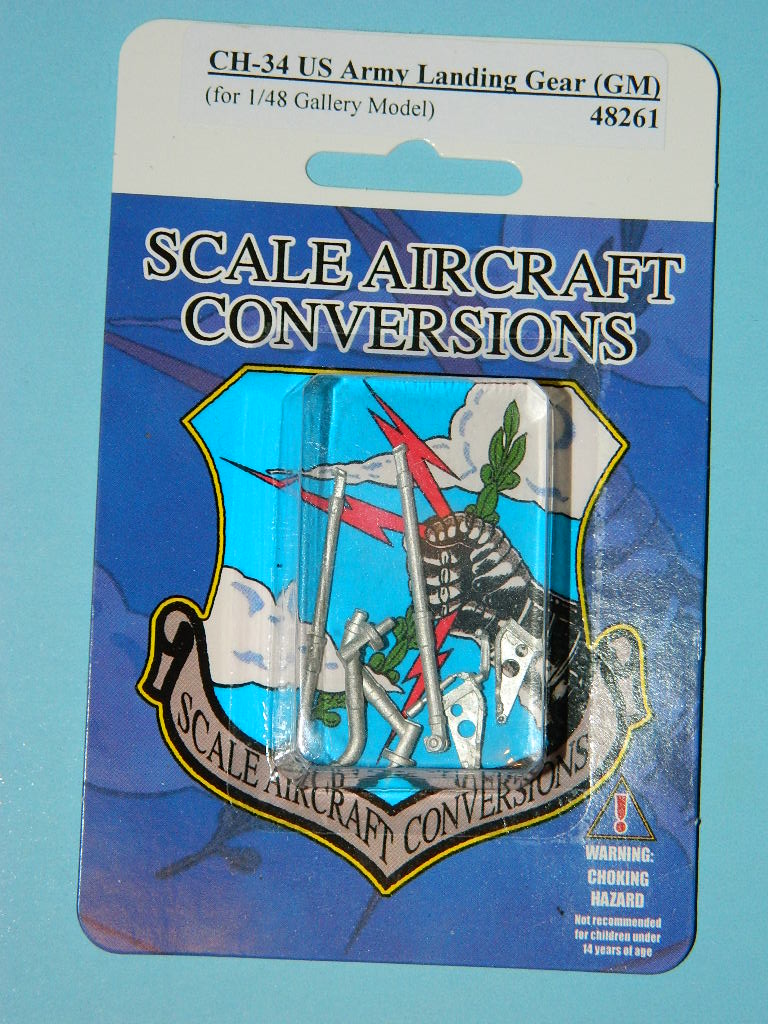 CH-34 US Army Landing Gear (GM)
(for 1/48 Gallery Model)
48261
SCALE AIRCRAFT
CONVERSIONS
SCALE AIRCRAFT CONVERSIONS
WARNING:
CHOKING
HAZARD
Not recommended
for children under
14 years of age